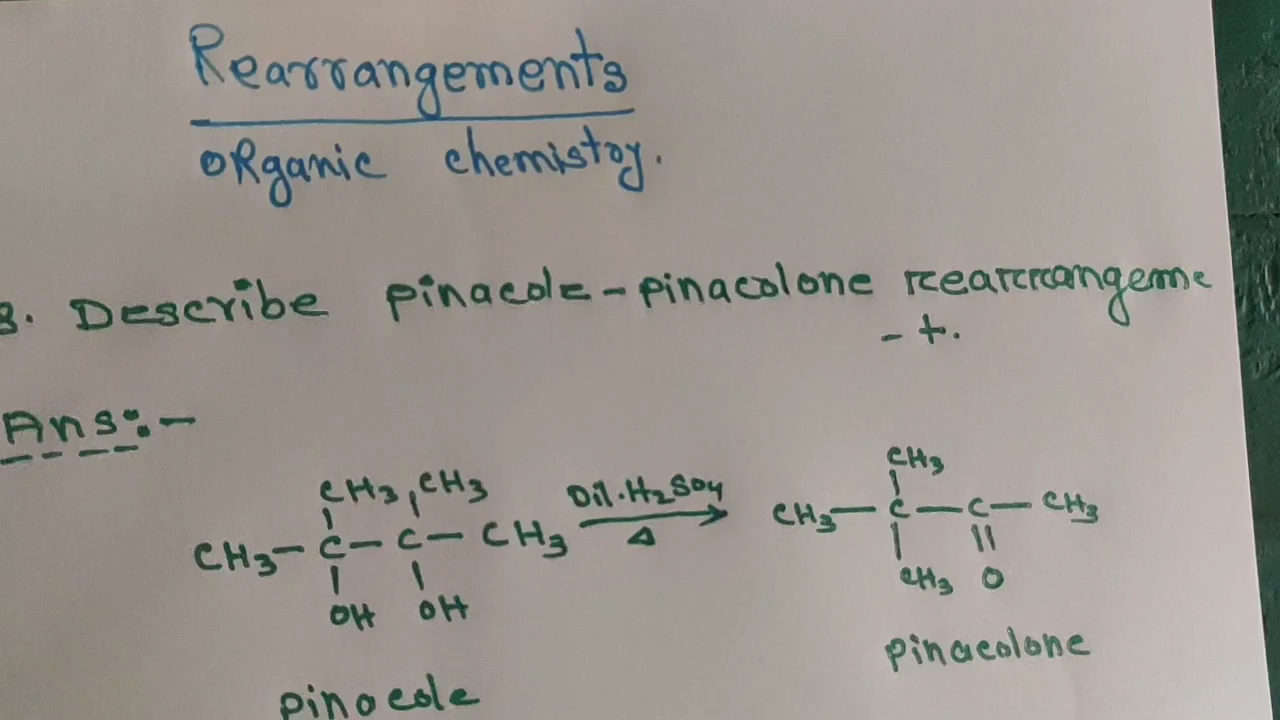 Rearrangements
ORganic chemistry.
3. Describe pinacole-pinacolone rearrangeme
-t.
Ans:-
CH3 CH3
CH3-C-C-CH3
OH OH
pinacole
Dil.H2SO4
Δ
CH3
CH3-C-C-CH3
CH3 O
pinacolone